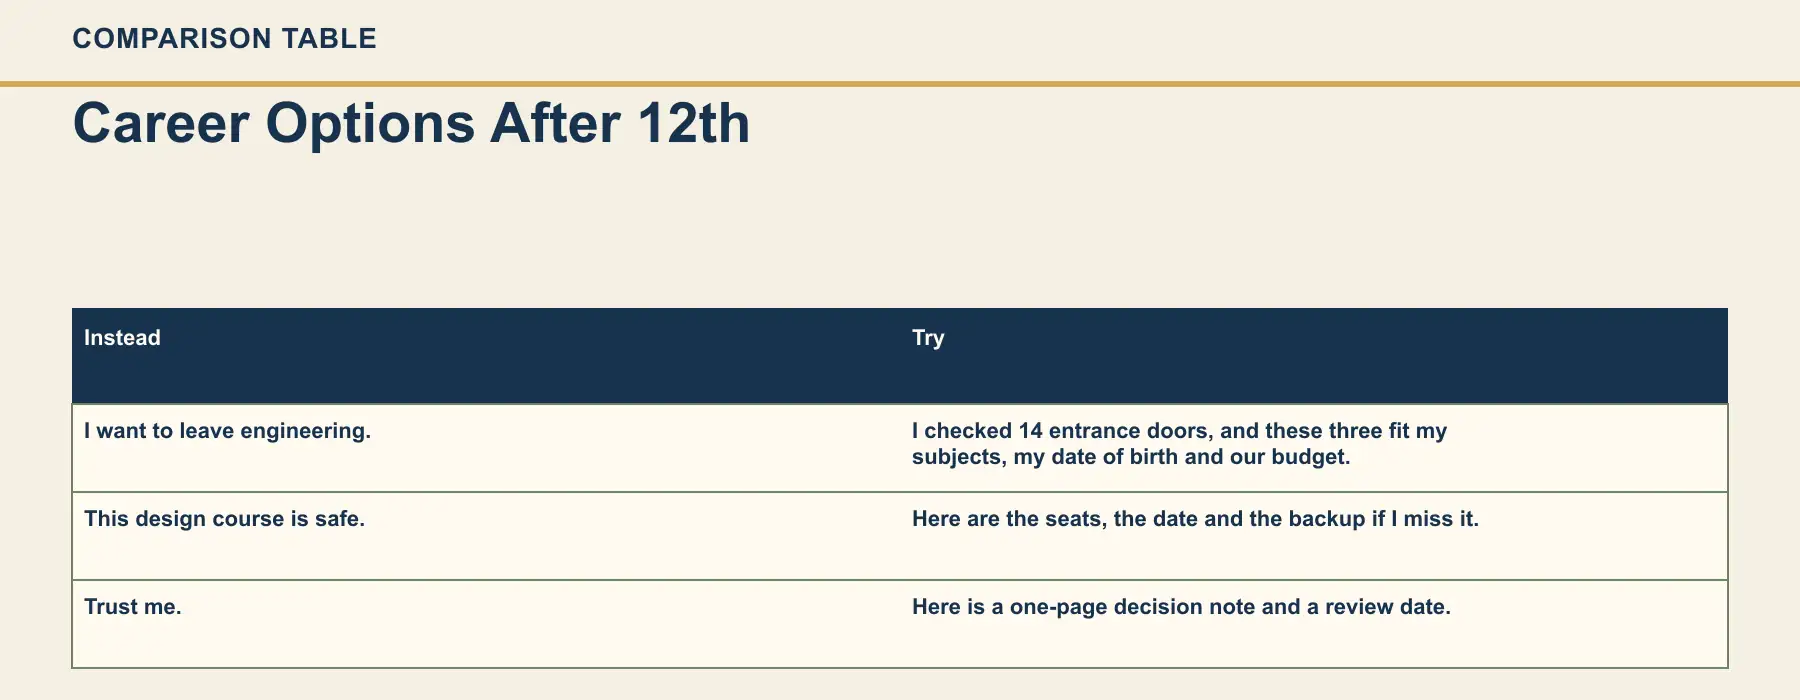 COMPARISON TABLE
Career Options After 12th
Instead
Try
I want to leave engineering.
I checked 14 entrance doors, and these three fit my
subjects, my date of birth and our budget.
This design course is safe.
Here are the seats, the date and the backup if I miss it.
Trust me.
Here is a one-page decision note and a review date.